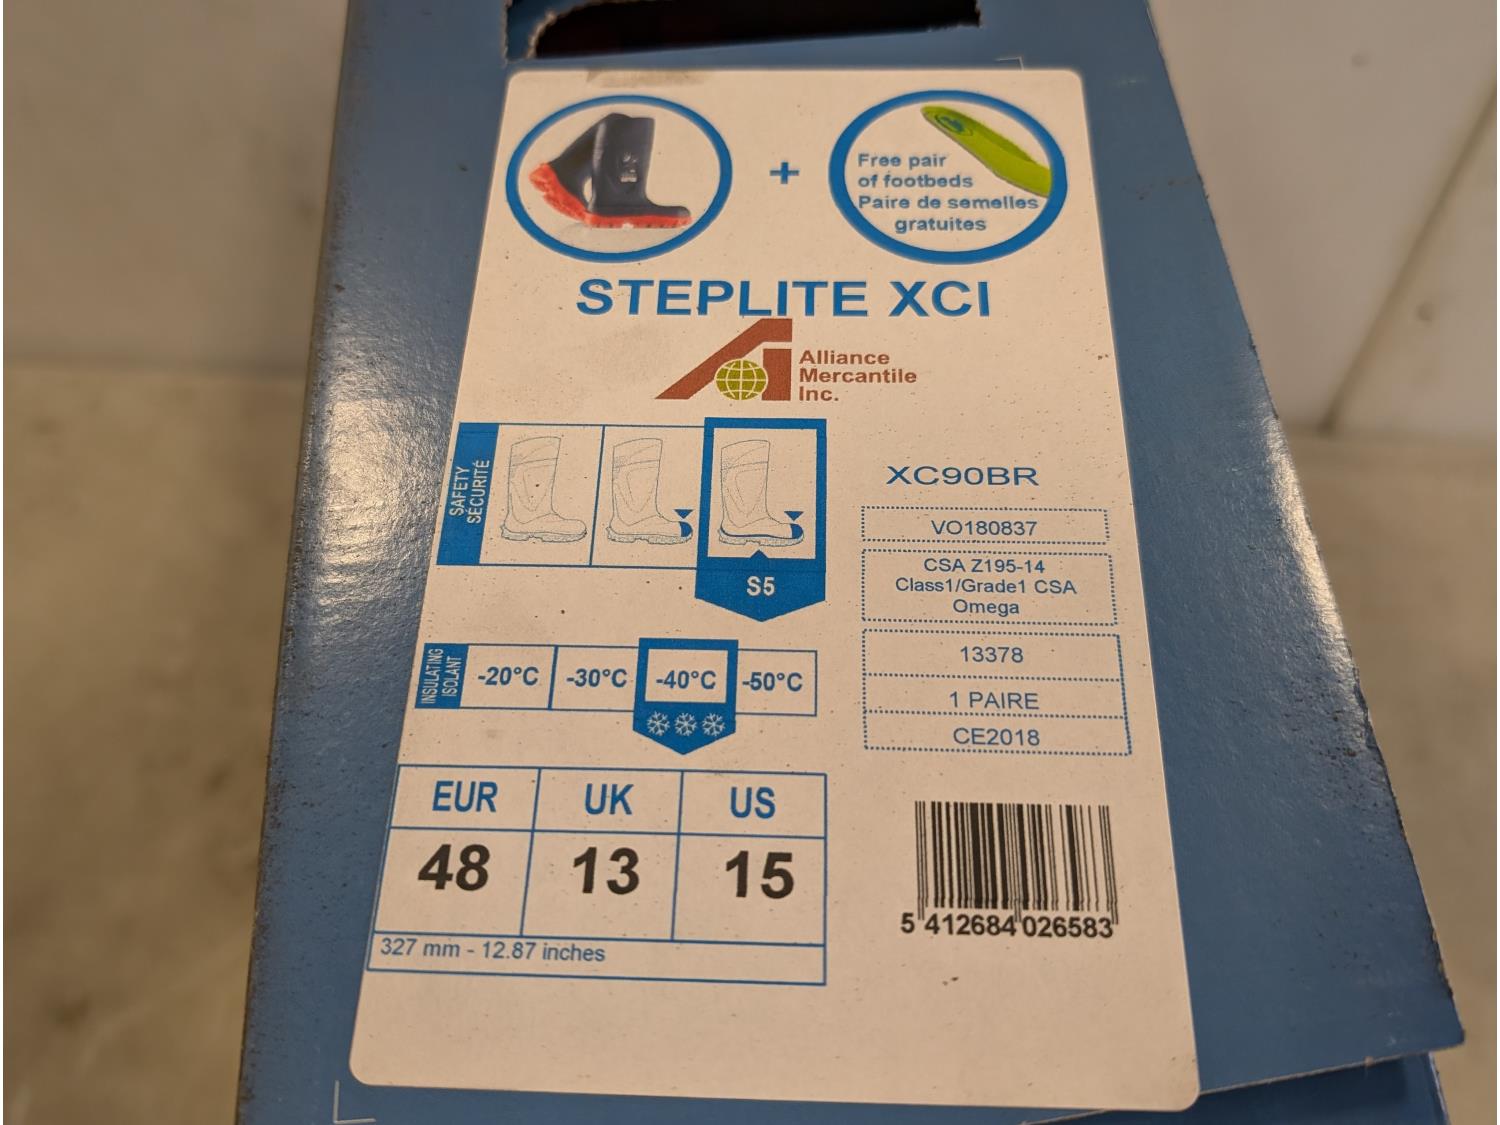 Free pair
of footbeds
Paire de semelles
gratuites
+
STEPLITE XCI
Alliance
Mercantile
Inc.
SAFETY
SÉCURITÉ
S5
XC90BR
VO180837
CSA Z195-14
Class1/Grade1 CSA
Omega
13378
1 PAIRE
CE2018
INSULATING
ISOLANT
-20°C -30°C -40°C -50°C
EUR UK US
48 13 15
327 mm - 12.87 inches
5 412684 026583